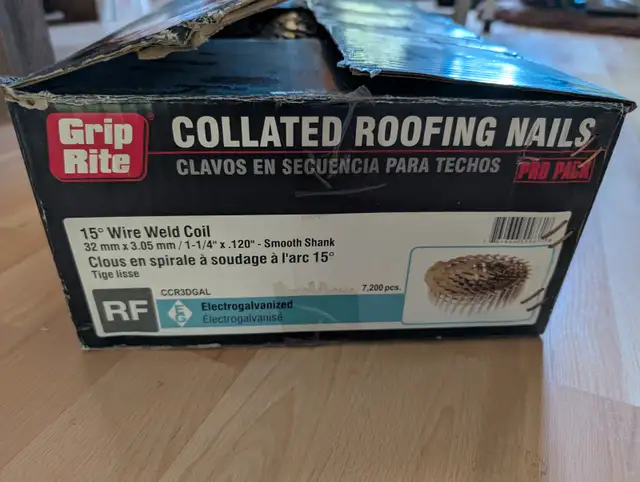 Grip
Rite
COLLATED ROOFING NAILS
CLAVOS EN SECUENCIA PARA TECHOS
PRO PACK
15° Wire Weld Coil
32 mm x 3.05 mm / 1-1/4" x .120" - Smooth Shank
Clous en spirale à soudage à l'arc 15°
Tige lisse
RF
CCR3DGAL
7,200 pcs.
EG
Electrogalvanized
Électrogalvanisé